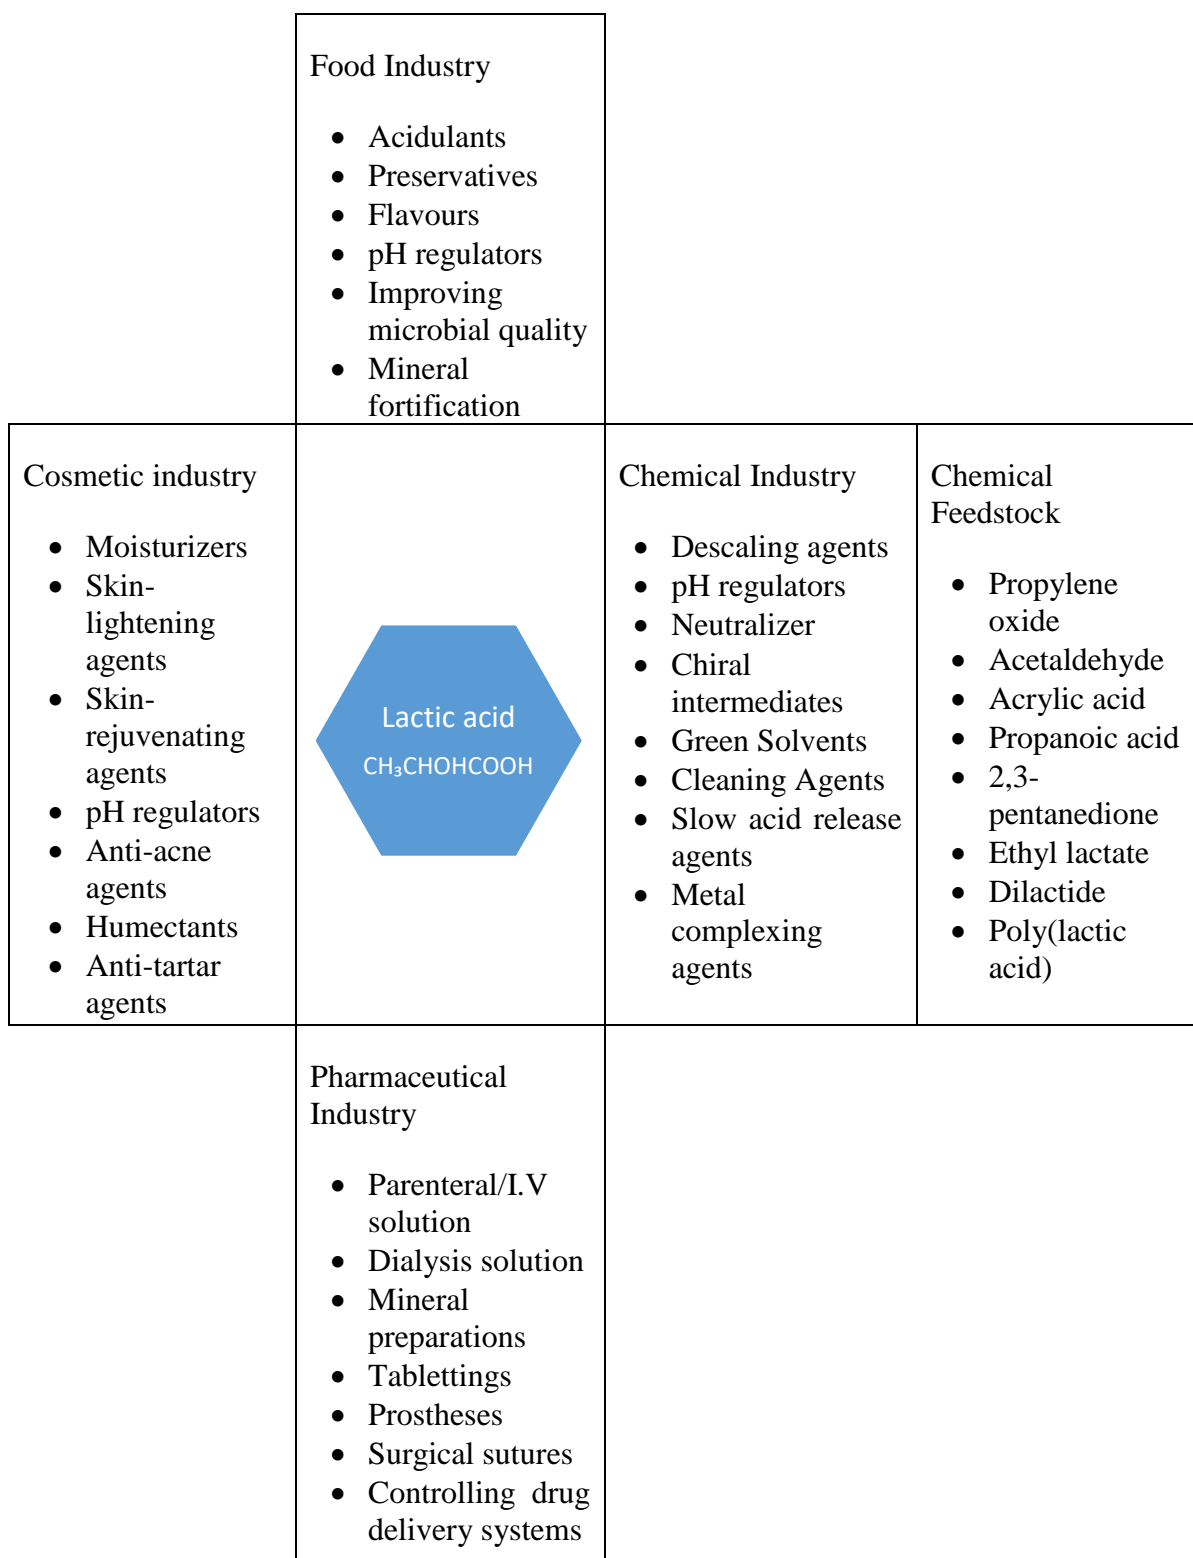 Food Industry
• Acidulants
• Preservatives
• Flavours
• pH regulators
• Improving
microbial quality
• Mineral
fortification
Cosmetic industry
• Moisturizers
• Skin-
lightening
agents
• Skin-
rejuvenating
agents
• pH regulators
• Anti-acne
agents
• Humectants
• Anti-tartar
agents
Lactic acid
CH₃CHOHCOOH
Chemical Industry
• Descaling agents
• pH regulators
• Neutralizer
• Chiral
intermediates
• Green Solvents
• Cleaning Agents
• Slow acid release
agents
• Metal
complexing
agents
Chemical
Feedstock
• Propylene
oxide
• Acetaldehyde
• Acrylic acid
• Propanoic acid
• 2,3-
pentanedione
• Ethyl lactate
• Dilactide
• Poly(lactic
acid)
Pharmaceutical
Industry
• Parenteral/I.V
solution
• Dialysis solution
• Mineral
preparations
• Tablettings
• Prostheses
• Surgical sutures
• Controlling drug
delivery systems